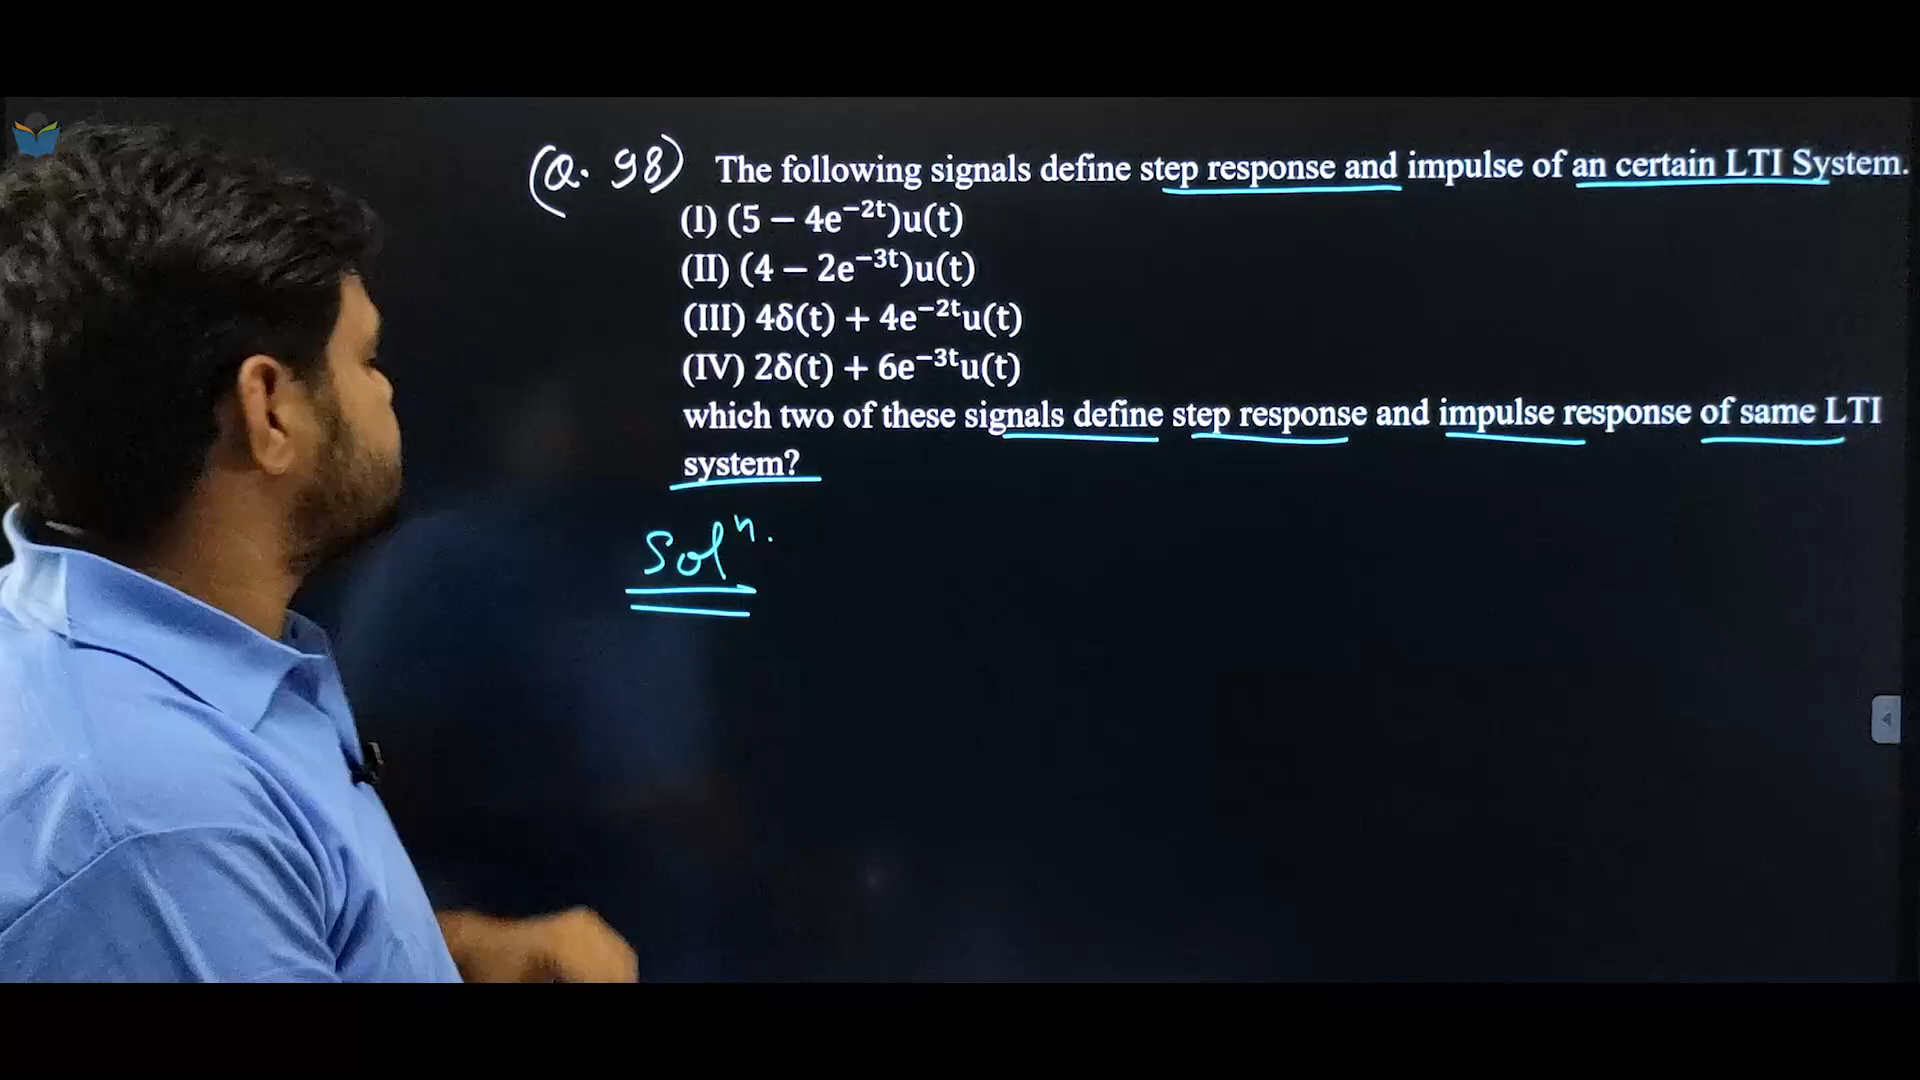 (Q. 98) The following signals define step response and impulse of an certain LTI System.
(I) (5 − 4e⁻²ᵗ)u(t)
(II) (4 − 2e⁻³ᵗ)u(t)
(III) 4δ(t) + 4e⁻²ᵗu(t)
(IV) 2δ(t) + 6e⁻³ᵗu(t)
which two of these signals define step response and impulse response of same LTI
system?
Solⁿ.